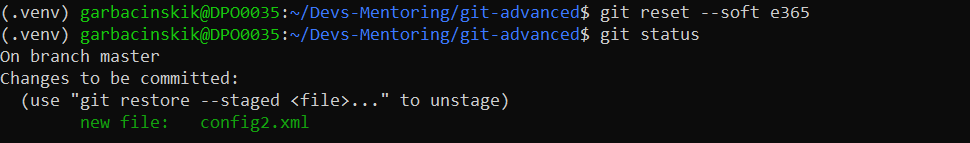 (.venv) garbacinskik@DPO0035:~/Devs-Mentoring/git-advanced$ git reset --soft e365
(.venv) garbacinskik@DPO0035:~/Devs-Mentoring/git-advanced$ git status
On branch master
Changes to be committed:
  (use "git restore --staged <file>..." to unstage)
        new file:   config2.xml